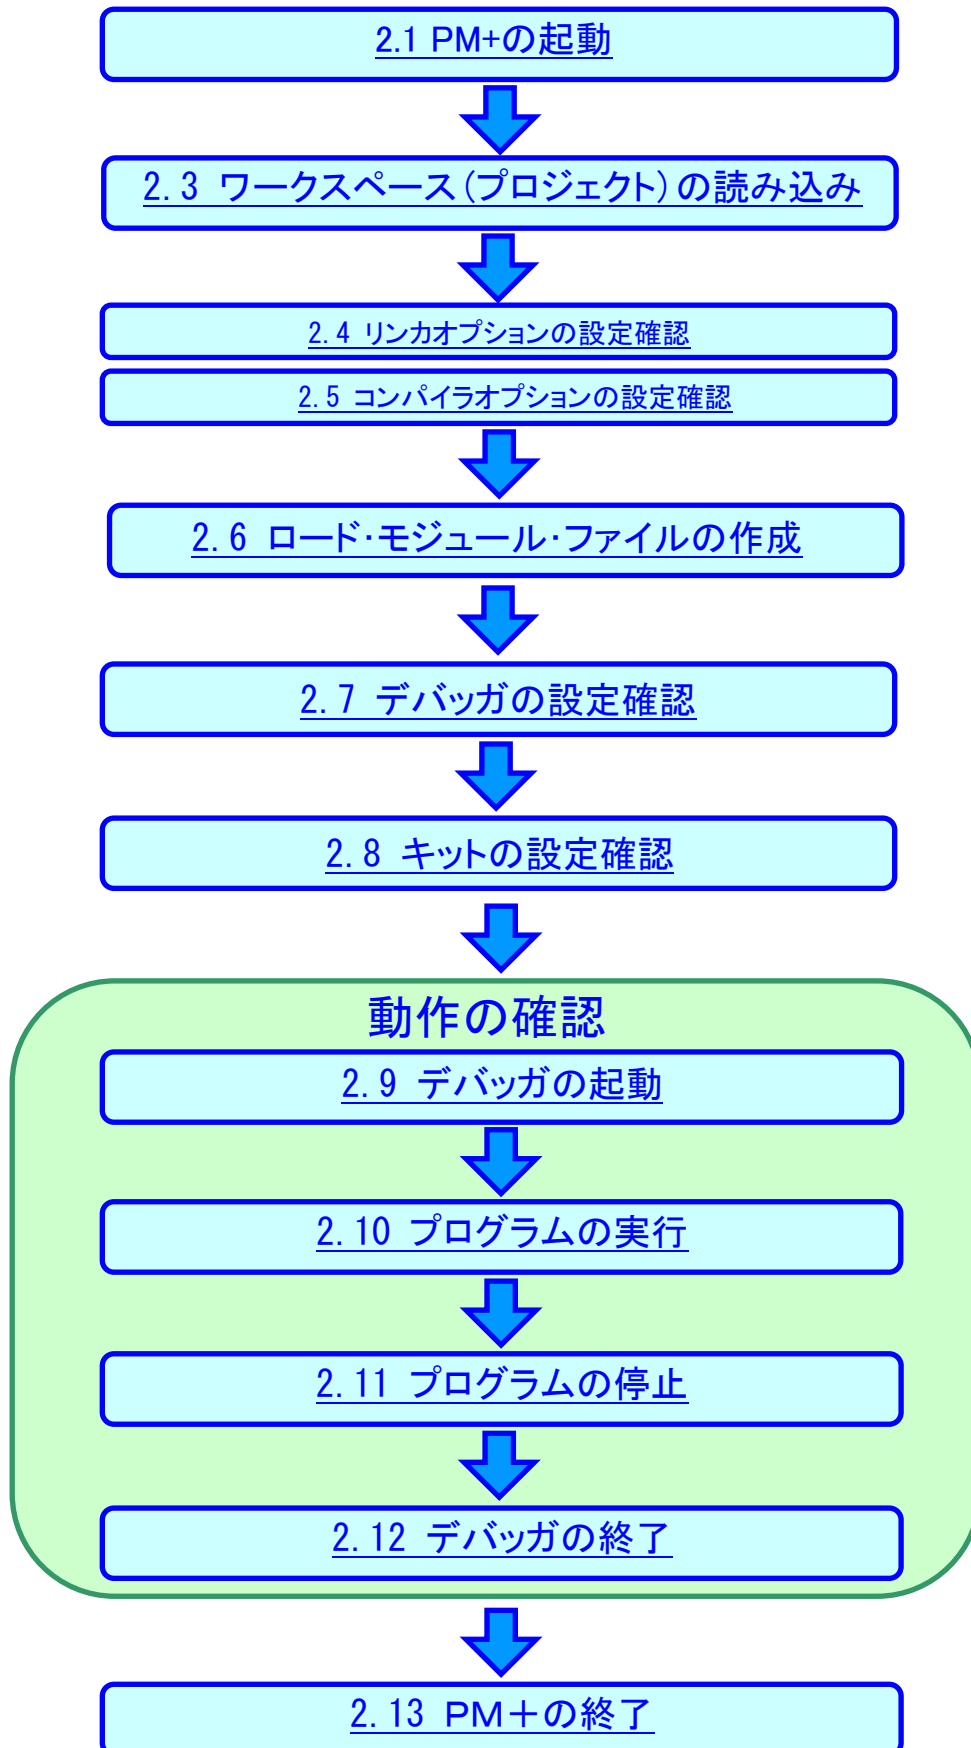 2.1 PM+の起動
2.3 ワークスペース(プロジェクト)の読み込み
2.4 リンカオプションの設定確認
2.5 コンパイラオプションの設定確認
2.6 ロード・モジュール・ファイルの作成
2.7 デバッガの設定確認
2.8 キットの設定確認
動作の確認
2.9 デバッガの起動
2.10 プログラムの実行
2.11 プログラムの停止
2.12 デバッガの終了
2.13 PM+の終了